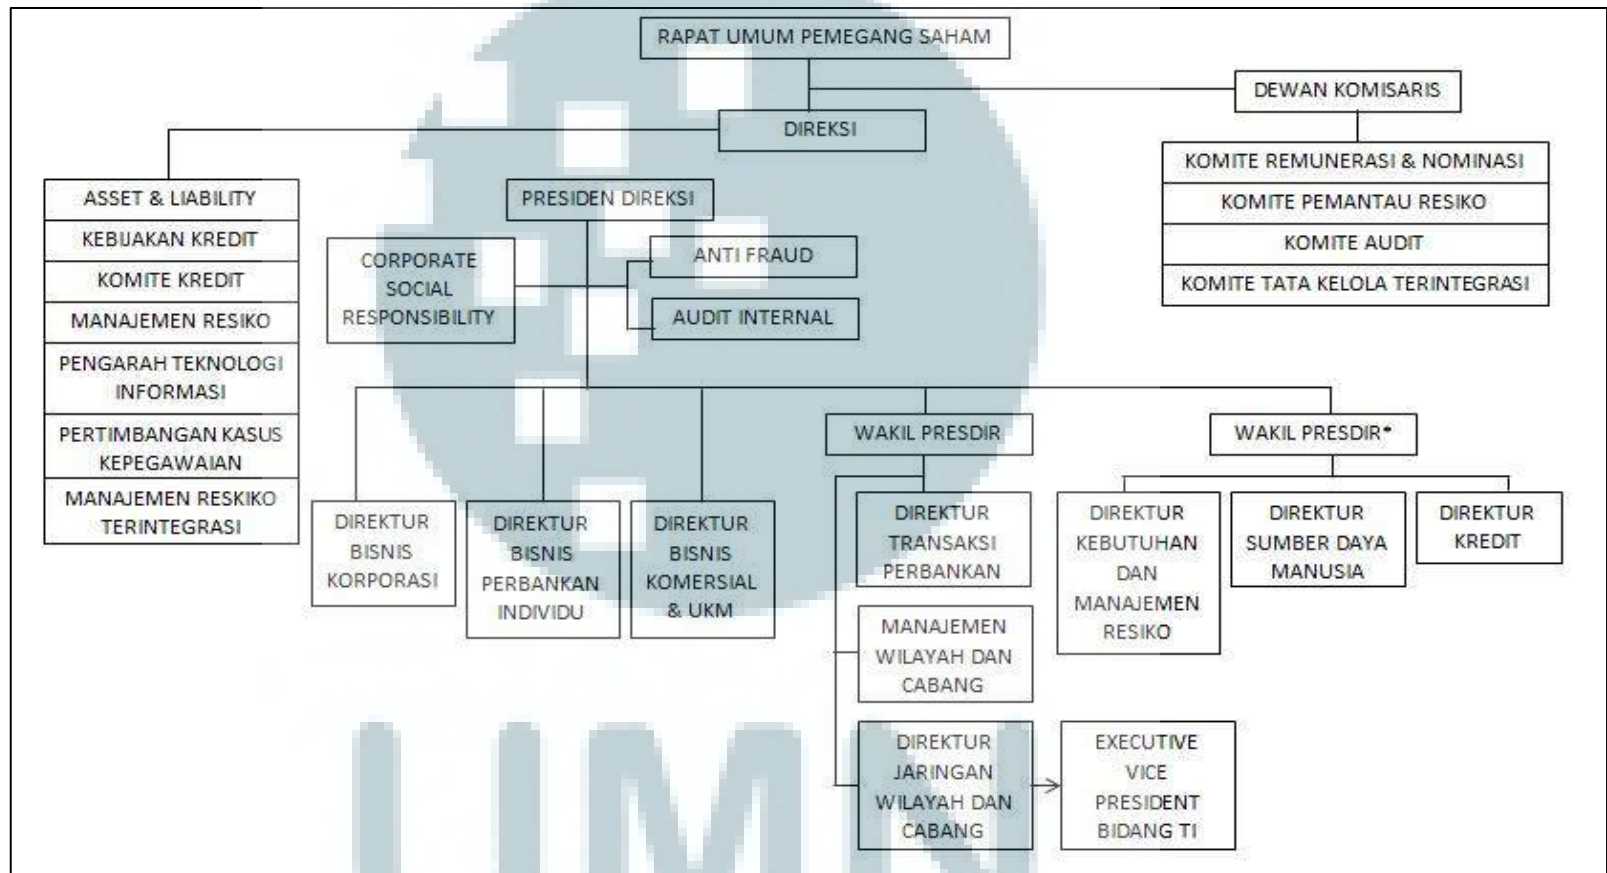 RAPAT UMUM PEMEGANG SAHAM
DEWAN KOMISARIS
DIREKSI
KOMITE REMUNERASI & NOMINASI
KOMITE PEMANTAU RESIKO
KOMITE AUDIT
KOMITE TATA KELOLA TERINTEGRASI
ASSET & LIABILITY
KEBIJAKAN KREDIT
KOMITE KREDIT
MANAJEMEN RESIKO
PENGARAH TEKNOLOGI
INFORMASI
PERTIMBANGAN KASUS
KEPEGAWAIAN
MANAJEMEN RESKIKO
TERINTEGRASI
PRESIDEN DIREKSI
CORPORATE
SOCIAL
RESPONSIBILITY
ANTI FRAUD
AUDIT INTERNAL
WAKIL PRESDIR
WAKIL PRESDIR*
DIREKTUR
BISNIS
KORPORASI
DIREKTUR
BISNIS
PERBANKAN
INDIVIDU
DIREKTUR
BISNIS
KOMERSIAL
& UKM
DIREKTUR
TRANSAKSI
PERBANKAN
MANAJEMEN
WILAYAH DAN
CABANG
DIREKTUR
JARINGAN
WILAYAH DAN
CABANG
EXECUTIVE
VICE
PRESIDENT
BIDANG TI
DIREKTUR
KEBUTUHAN
DAN
MANAJEMEN
RESIKO
DIREKTUR
SUMBER DAYA
MANUSIA
DIREKTUR
KREDIT
UMN